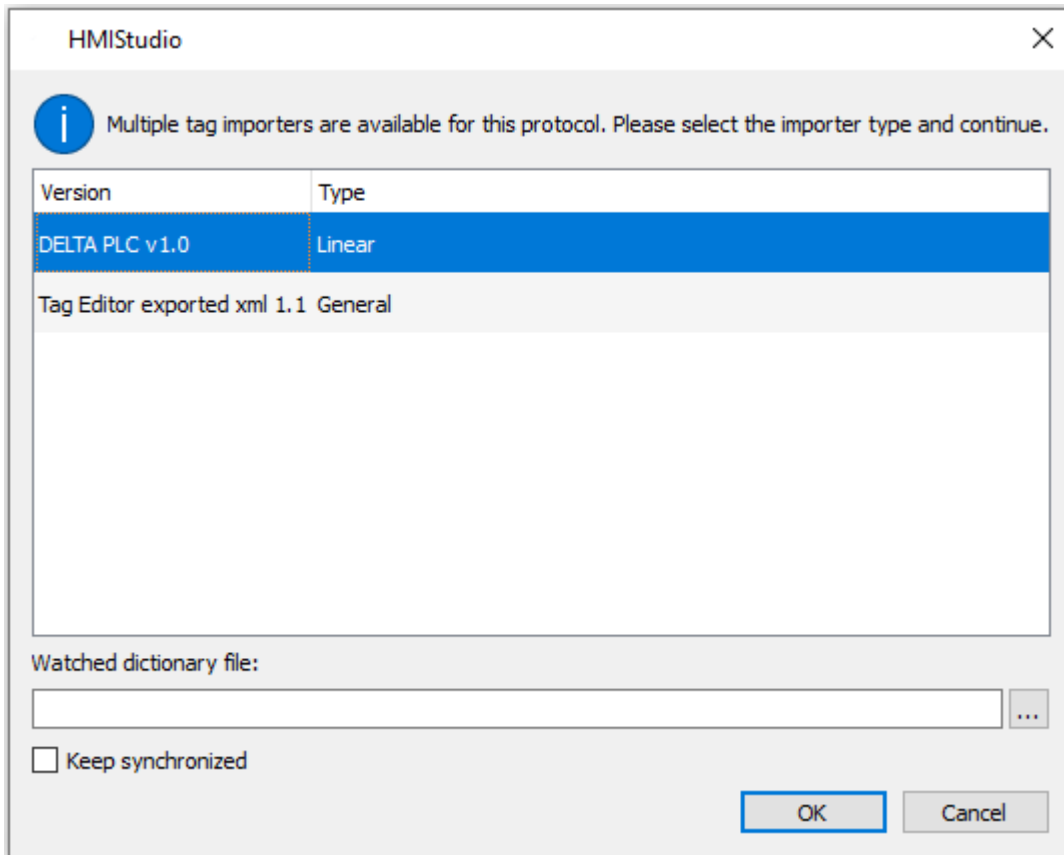 HMIStudio
Multiple tag importers are available for this protocol. Please select the importer type and continue.
Version Type
DELTA PLC v1.0 Linear
Tag Editor exported xml 1.1 General
Watched dictionary file:
...
Keep synchronized
OK Cancel